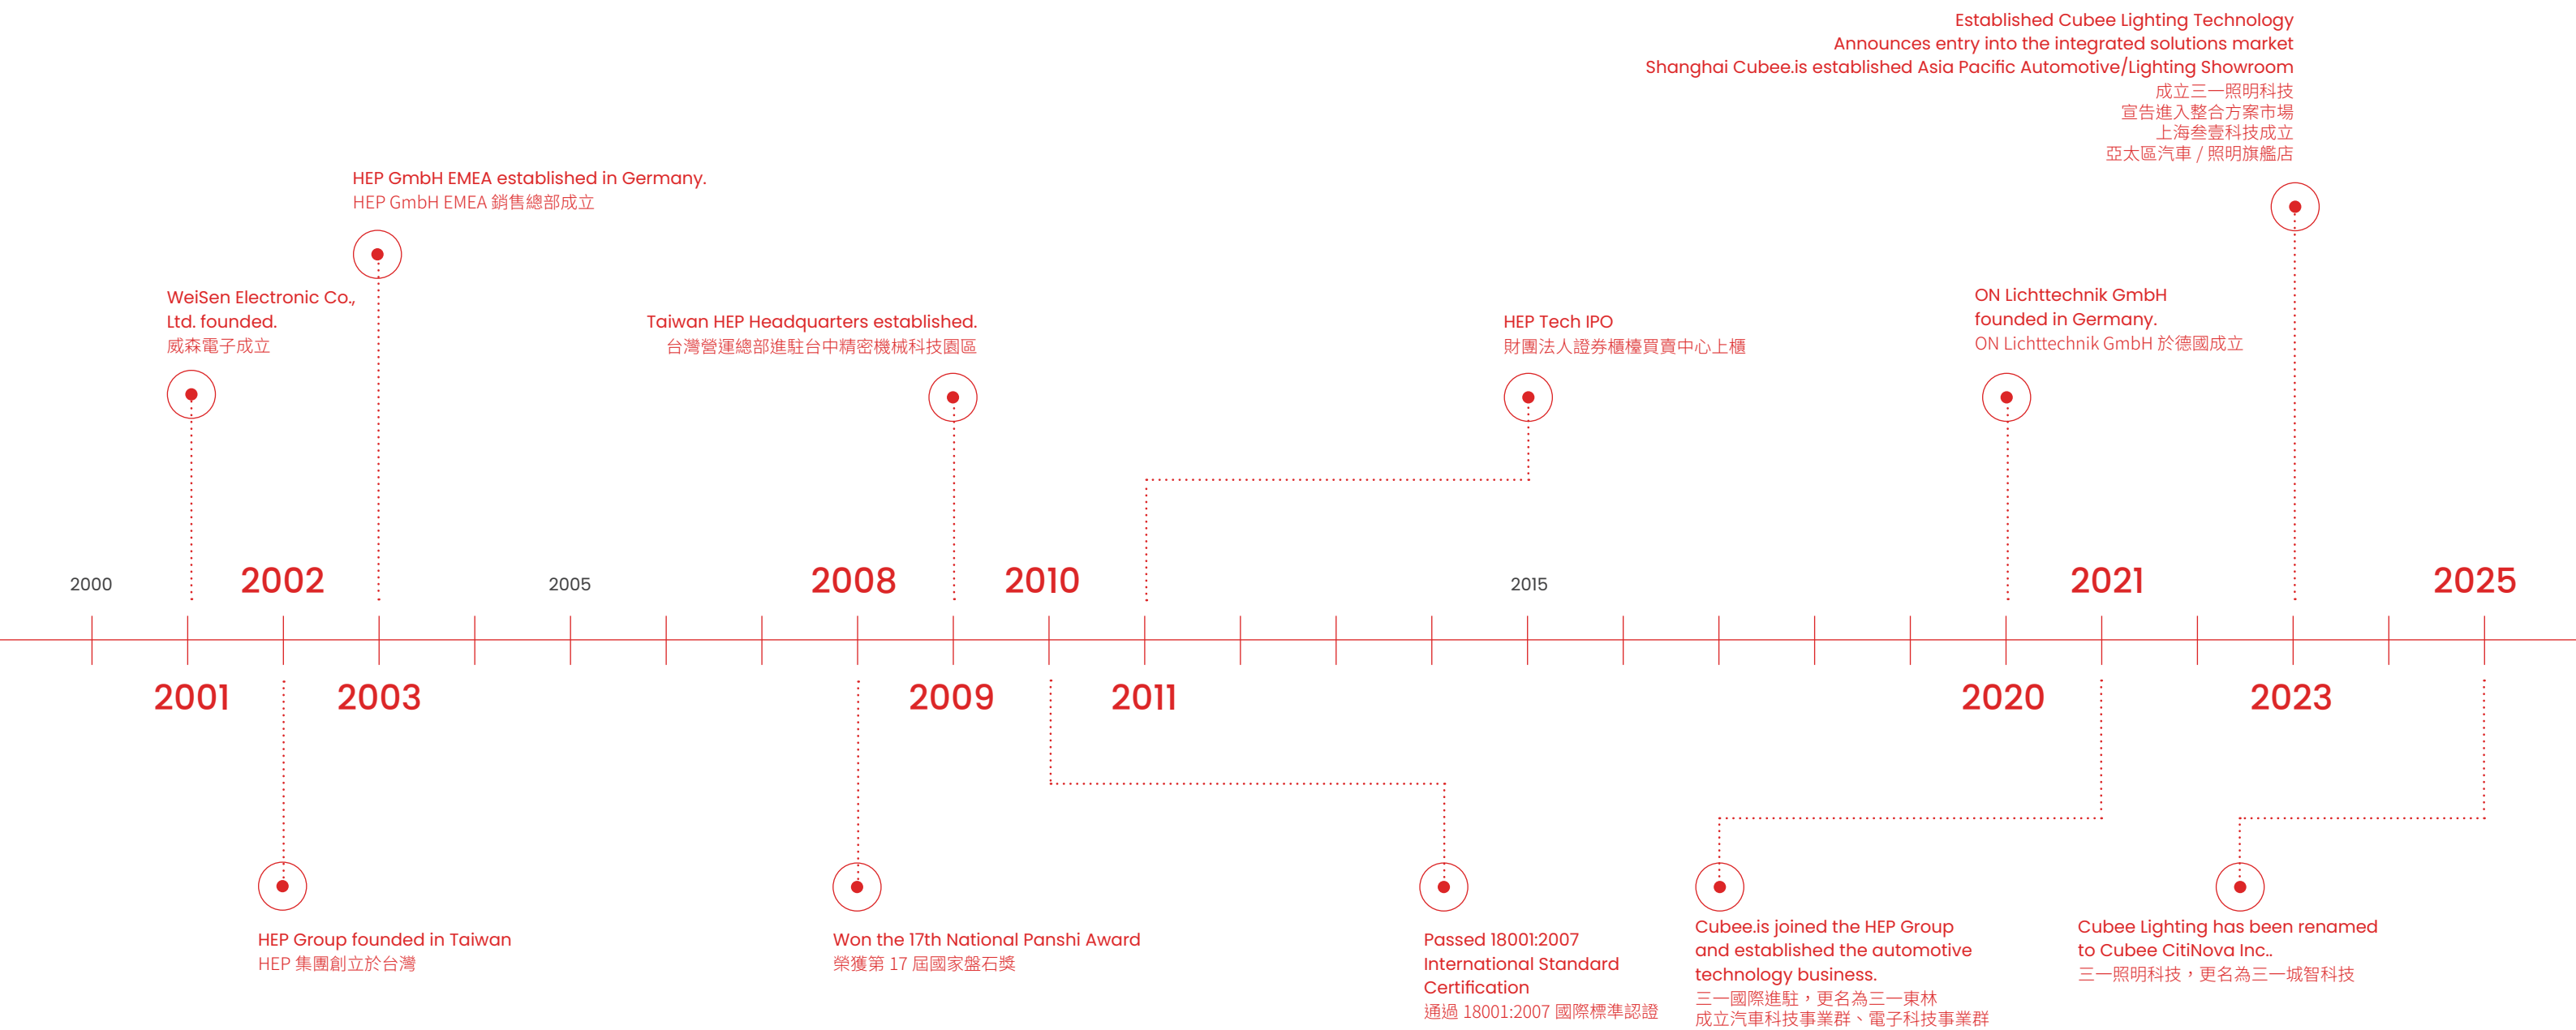 Established Cubee Lighting Technology
Announces entry into the integrated solutions market
Shanghai Cubee.is established Asia Pacific Automotive/Lighting Showroom
成立三一照明科技
宣告進入整合方案市場
上海叁壹科技成立
亞太區汽車 / 照明旗艦店
HEP GmbH EMEA established in Germany.
HEP GmbH EMEA 銷售總部成立
WeiSen Electronic Co.,
Ltd. founded.
威森電子成立
Taiwan HEP Headquarters established.
台灣營運總部進駐台中精密機械科技園區
HEP Tech IPO
財團法人證券櫃檯買賣中心上櫃
ON Lichttechnik GmbH
founded in Germany.
ON Lichttechnik GmbH 於德國成立
2000
2002
2005
2008
2010
2015
2021
2025
2001
2003
2009
2011
2020
2023
HEP Group founded in Taiwan
HEP 集團創立於台灣
Won the 17th National Panshi Award
榮獲第 17 屆國家盤石獎
Passed 18001:2007
International Standard
Certification
通過 18001:2007 國際標準認證
Cubee.is joined the HEP Group
and established the automotive
technology business.
三一國際進駐，更名為三一東林
成立汽車科技事業群、電子科技事業群
Cubee Lighting has been renamed
to Cubee CitiNova Inc..
三一照明科技，更名為三一城智科技